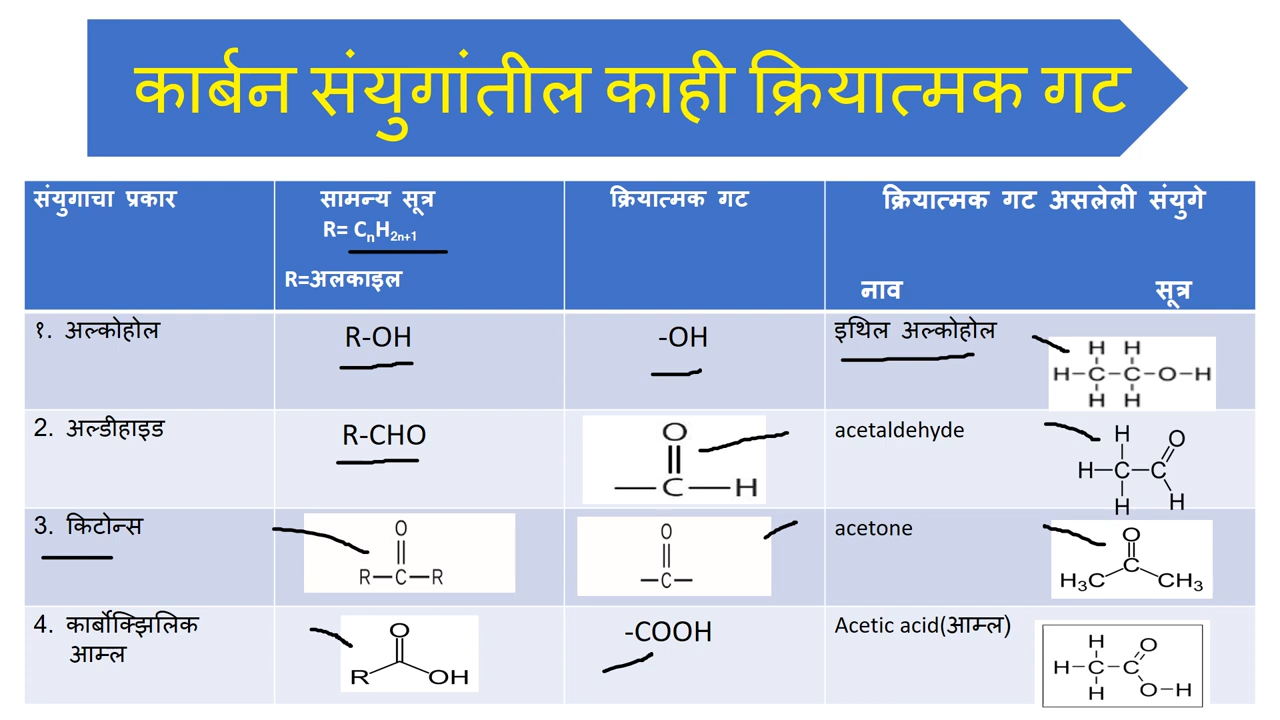 कार्बन संयुगांतील काही क्रियात्मक गट
संयुगाचा प्रकार
सामन्य सूत्र
R= CnH2n+1
R=अलकाइल
क्रियात्मक गट
क्रियात्मक गट असलेली संयुगे
नाव सूत्र
१. अल्कोहोल
R-OH
-OH
इथिल अल्कोहोल
H H
H-C-C-O-H
H H
2. अल्डीहाइड
R-CHO
O
C H
acetaldehyde
H O
H-C-C
H H
3. किटोन्स
O
R-C-R
O
-C-
acetone
O
C
H3C CH3
4. कार्बोक्झिलिक
आम्ल
O
R OH
-COOH
Acetic acid(आम्ल)
H O
H-C-C
H O-H